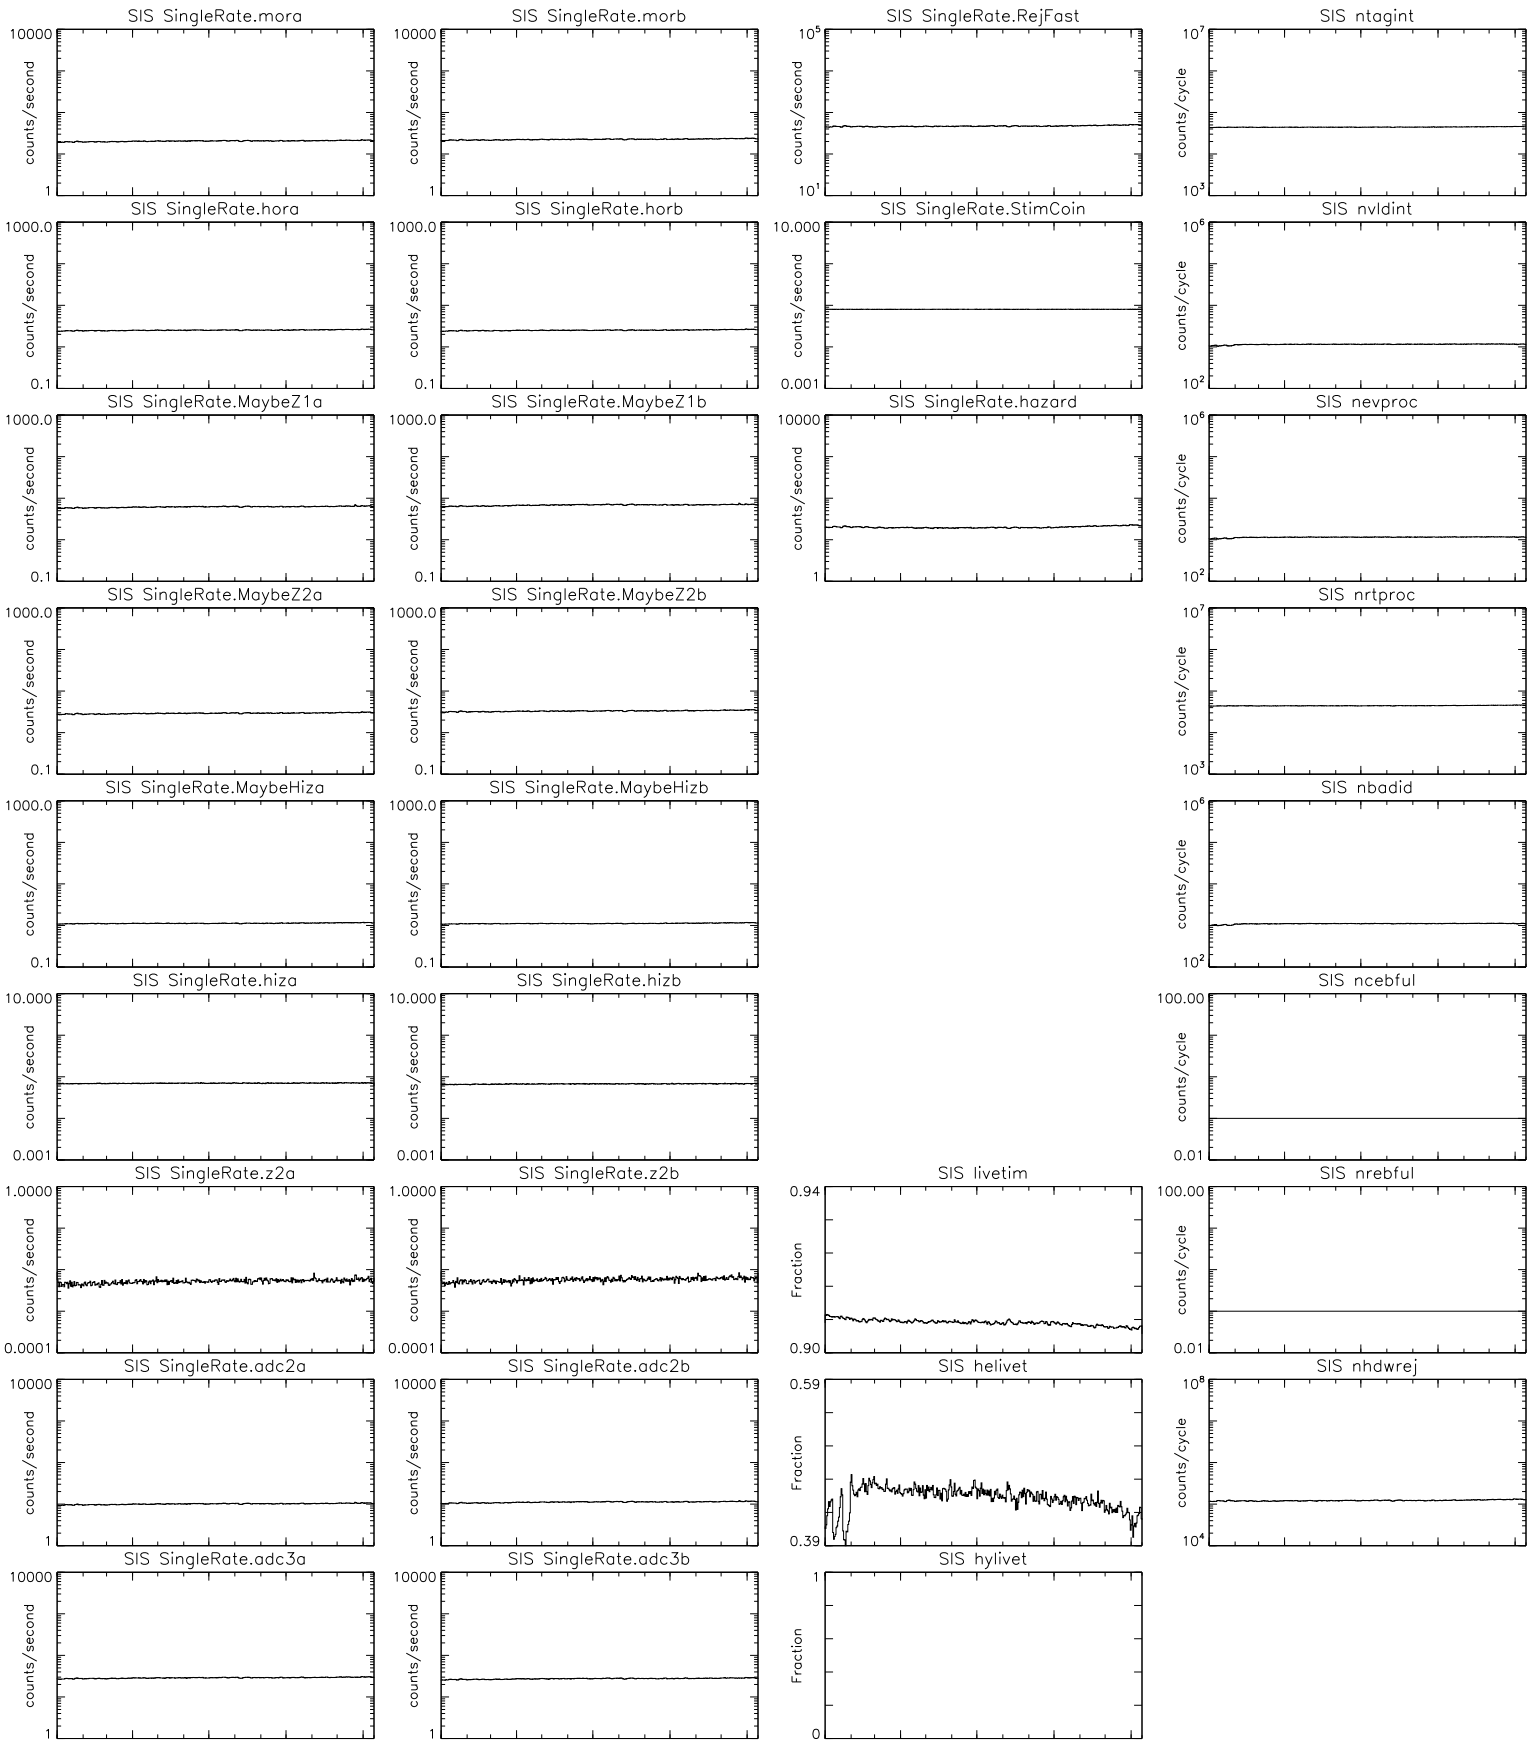 SIS SingleRate.mora
10000
counts/second
1
SIS SingleRate.morb
10000
counts/second
1
SIS SingleRate.RejFast
10^5
counts/second
10^1
SIS ntagint
10^7
counts/cycle
10^3
SIS SingleRate.hora
1000.0
counts/second
0.1
SIS SingleRate.horb
1000.0
counts/second
0.1
SIS SingleRate.StimCoin
10.000
counts/second
0.001
SIS nvldint
10^6
counts/cycle
10^2
SIS SingleRate.MaybeZ1a
1000.0
counts/second
0.1
SIS SingleRate.MaybeZ1b
1000.0
counts/second
0.1
SIS SingleRate.hazard
10000
counts/second
1
SIS nevproc
10^6
counts/cycle
10^2
SIS SingleRate.MaybeZ2a
1000.0
counts/second
0.1
SIS SingleRate.MaybeZ2b
1000.0
counts/second
0.1
SIS nrtproc
10^7
counts/cycle
10^3
SIS SingleRate.MaybeHiza
1000.0
counts/second
0.1
SIS SingleRate.MaybeHizb
1000.0
counts/second
0.1
SIS nbadid
10^6
counts/cycle
10^2
SIS SingleRate.hiza
10.000
counts/second
0.001
SIS SingleRate.hizb
10.000
counts/second
0.001
SIS ncebful
100.00
counts/cycle
0.01
SIS SingleRate.z2a
1.0000
counts/second
0.0001
SIS SingleRate.z2b
1.0000
counts/second
0.0001
SIS livetim
0.94
Fraction
0.90
SIS nrebful
100.00
counts/cycle
0.01
SIS SingleRate.adc2a
10000
counts/second
1
SIS SingleRate.adc2b
10000
counts/second
1
SIS helivet
0.59
Fraction
0.39
SIS nhdwrej
10^8
counts/cycle
10^4
SIS SingleRate.adc3a
10000
counts/second
1
SIS SingleRate.adc3b
10000
counts/second
1
SIS hylivet
1
Fraction
0